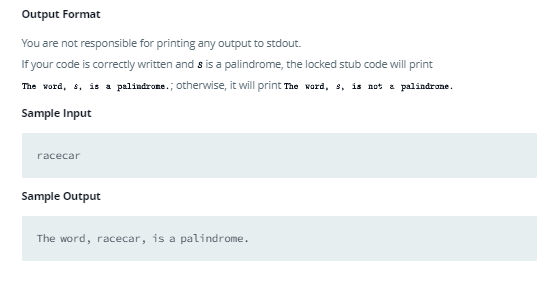 Output Format
You are not responsible for printing any output to stdout.
If your code is correctly written and s is a palindrome, the locked stub code will print
The word, s, is a palindrome.; otherwise, it will print The word, s, is not a palindrome.
Sample Input
racecar
Sample Output
The word, racecar, is a palindrome.